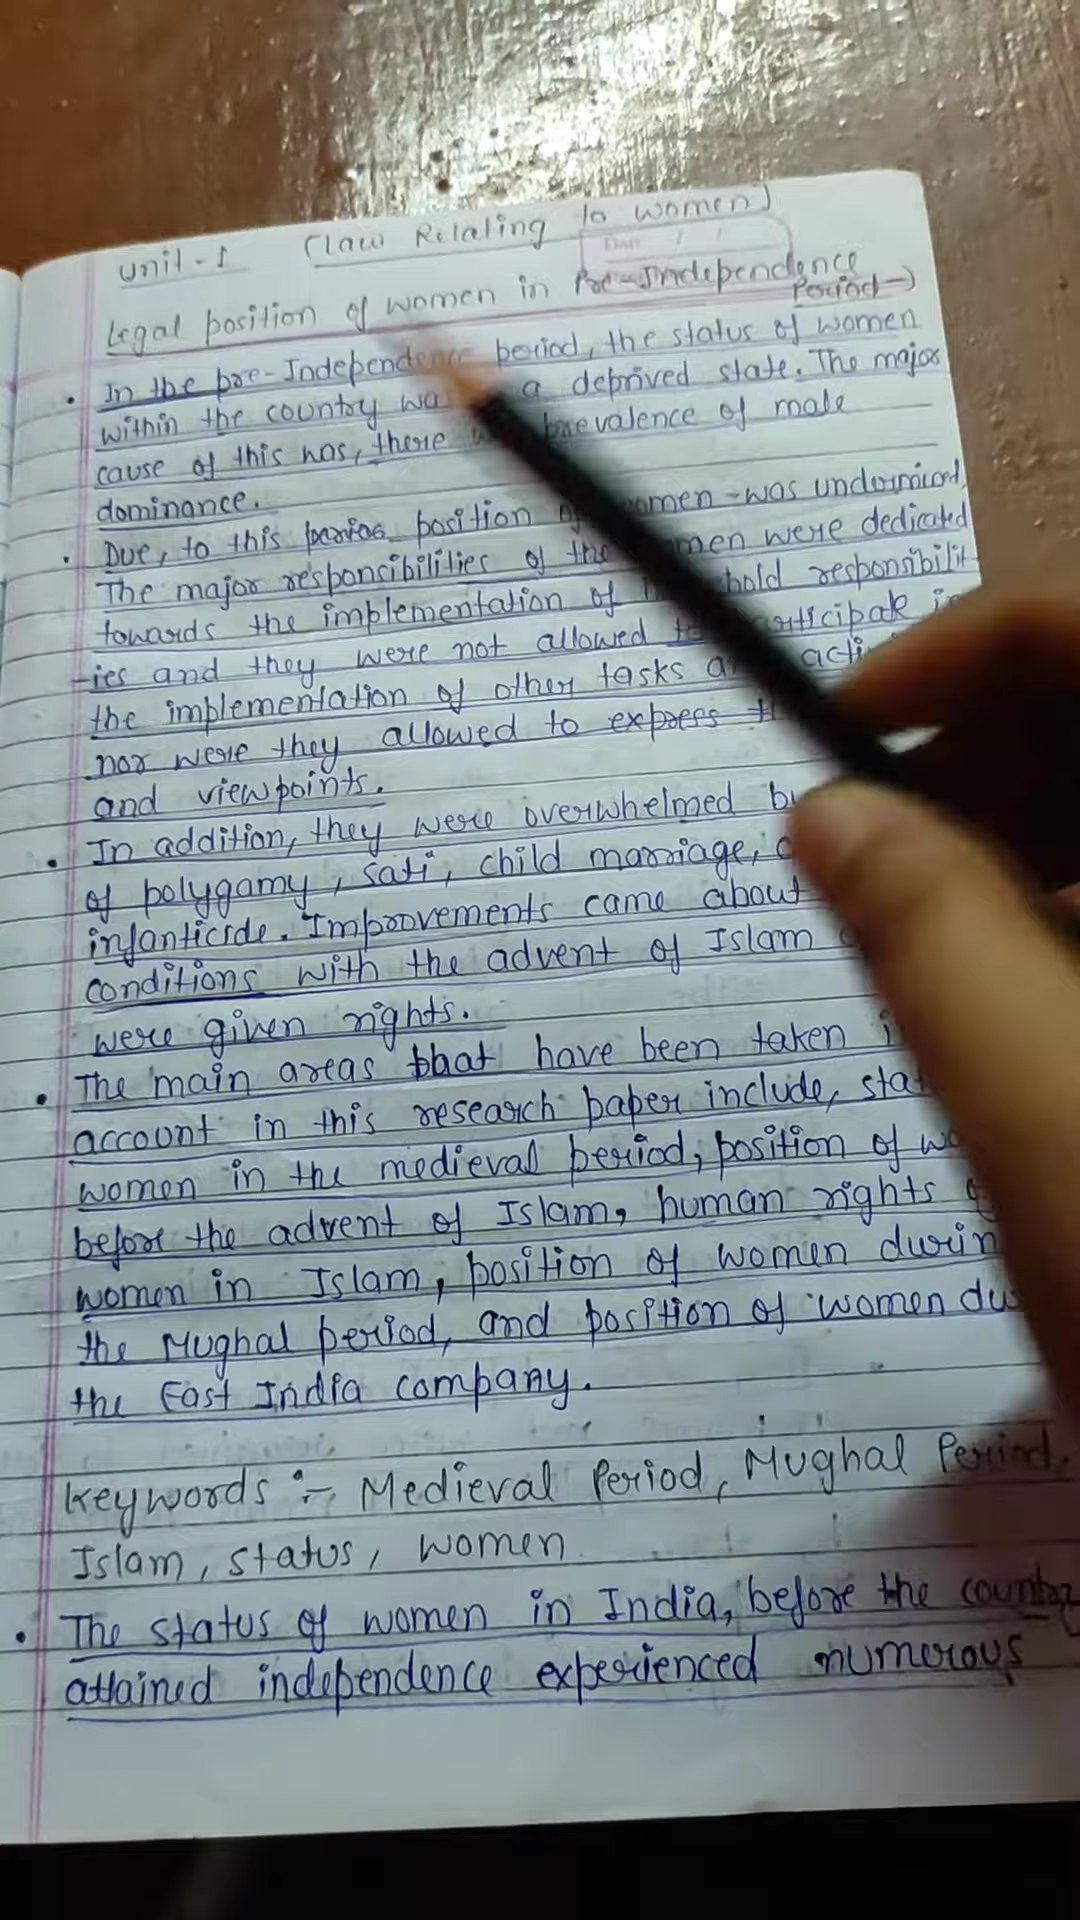 Unit-I (Law Relating to women)
Legal position of women in Pre-Independence
Period→)
• In the pre-Independence period, the status of women
within the country wa a deprived state. The major
cause of this was, there prevalence of male
dominance.
• Due, to this position women was undermined.
The major responsibilities of the men were dedicated
towards the implementation of hold responsibilit
-ies and they were not allowed to articipate in
the implementation of other tasks a acti
nor were they allowed to express
and viewpoints.
• In addition, they were overwhelmed by
of polygamy, sati, child marriage,
infanticide. Improovements came about
conditions with the advent of Islam
were given rights.
• The main areas that have been taken i
account in this research paper include, sta
women in the medieval period, position of wo
before the advent of Islam, human rights
women in Islam, position of women durin
the Mughal period, and position of women du
the East India company.
Keywords :- Medieval Period, Mughal Period,
Islam, status, women
• The status of women in India, before the country
attained independence experienced numerous